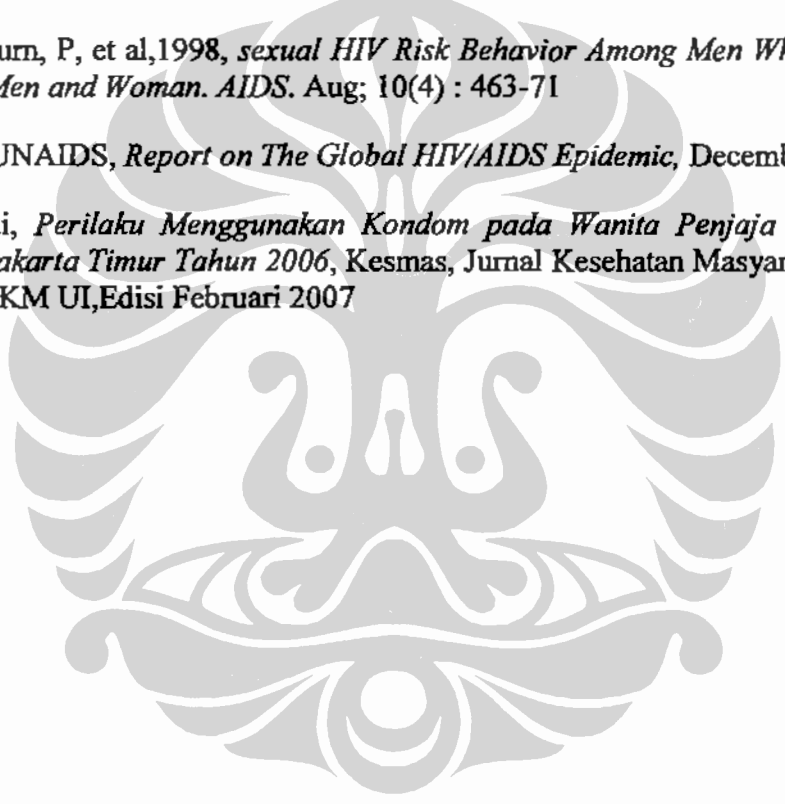 urn, P, et al,1998, sexual HIV Risk Behavior Among Men Wh
Men and Woman. AIDS. Aug; 10(4) : 463-71
UNAIDS, Report on The Global HIV/AIDS Epidemic, Decemb
i, Perilaku Menggunakan Kondom pada Wanita Penjaja
akarta Timur Tahun 2006, Kesmas, Jurnal Kesehatan Masyar
KM UI,Edisi Februari 2007